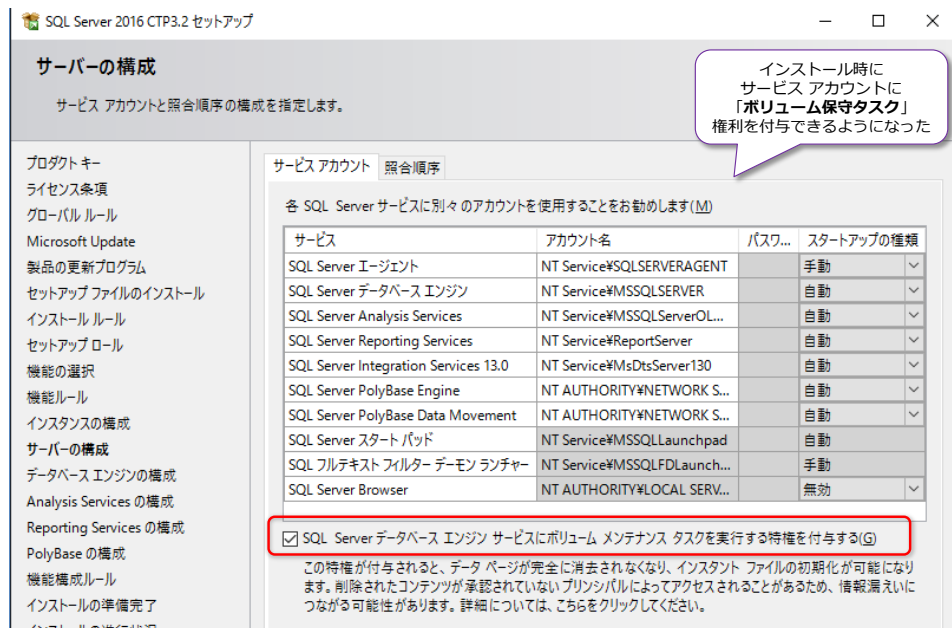 SQL Server 2016 CTP3.2 セットアップ
サーバーの構成
サービス アカウントと照合順序の構成を指定します。
インストール時に
サービス アカウントに
「ボリューム保守タスク」
権利を付与できるようになった
プロダクト キー
ライセンス条項
グローバル ルール
Microsoft Update
製品の更新プログラム
セットアップ ファイルのインストール
インストール ルール
セットアップ ロール
機能の選択
機能ルール
インスタンスの構成
サーバーの構成
データベース エンジンの構成
Analysis Services の構成
Reporting Services の構成
PolyBase の構成
機能構成ルール
インストールの準備完了
サービス アカウント 照合順序
各 SQL Server サービスに別々のアカウントを使用することをお勧めします(M)
サービス アカウント名 パスワ... スタートアップの種類
SQL Server エージェント NT Service¥SQLSERVERAGENT 手動
SQL Server データベース エンジン NT Service¥MSSQLSERVER 自動
SQL Server Analysis Services NT Service¥MSSQLServerOL... 自動
SQL Server Reporting Services NT Service¥ReportServer 自動
SQL Server Integration Services 13.0 NT Service¥MsDtsServer130 自動
SQL Server PolyBase Engine NT AUTHORITY¥NETWORK S... 自動
SQL Server PolyBase Data Movement NT AUTHORITY¥NETWORK S... 自動
SQL Server スタート パッド NT Service¥MSSQLLaunchpad 自動
SQL フルテキスト フィルター デーモン ランチャー NT Service¥MSSQLFDLaunch... 手動
SQL Server Browser NT AUTHORITY¥LOCAL SERV... 無効
SQL Server データベース エンジン サービスにボリューム メンテナンス タスクを実行する特権を付与する(G)
この特権が付与されると、データ ページが完全に消去されなくなり、インスタント ファイルの初期化が可能になり
ます。削除されたコンテンツが承認されていないプリンシパルによってアクセスされることがあるため、情報漏えいに
つながる可能性があります。詳細については、こちらをクリックしてください。